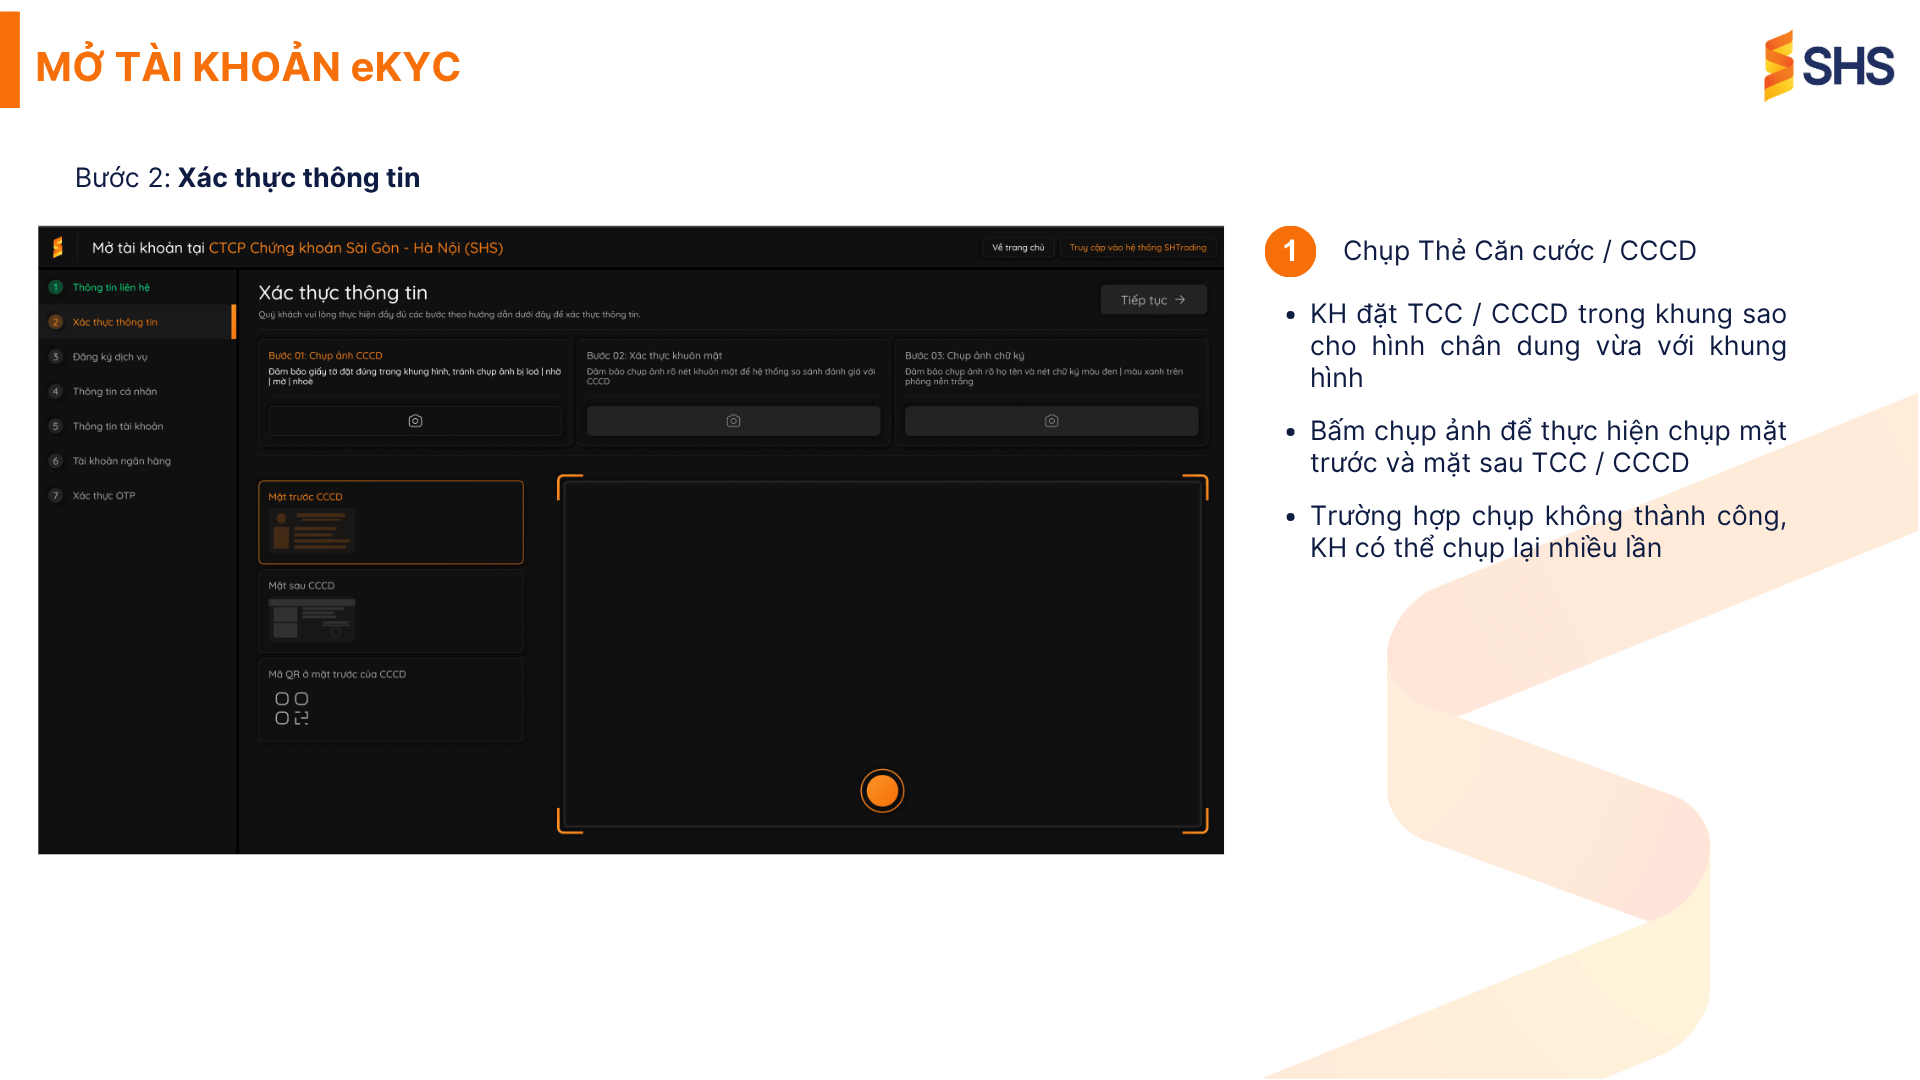 MỞ TÀI KHOẢN eKYC
SHS
Bước 2: Xác thực thông tin
Mở tài khoản tại CTCP Chứng khoán Sài Gòn - Hà Nội (SHS)
Về trang chủ
Truy cập vào hệ thống SHTrading
1 Thông tin liên hệ
2 Xác thực thông tin
3 Đăng ký dịch vụ
4 Thông tin cá nhân
5 Thông tin tài khoản
6 Tài khoản ngân hàng
7 Xác thực OTP
Xác thực thông tin
Quý khách vui lòng thực hiện đầy đủ các bước theo hướng dẫn dưới đây để xác thực thông tin.
Tiếp tục →
Bước 01: Chụp ảnh CCCD
Đảm bảo giấy tờ đặt đúng trong khung hình, tránh chụp ảnh bị loá | nhờ
| mờ | nhoè
Bước 02: Xác thực khuôn mặt
Đảm bảo chụp ảnh rõ nét khuôn mặt để hệ thống so sánh đánh giá với
CCCD
Bước 03: Chụp ảnh chữ ký
Đảm bảo chụp ảnh rõ họ tên và nét chữ ký màu đen | màu xanh trên
phông nền trắng
Mặt trước CCCD
Mặt sau CCCD
Mã QR ở mặt trước của CCCD
1 Chụp Thẻ Căn cước / CCCD
• KH đặt TCC / CCCD trong khung sao
cho hình chân dung vừa với khung
hình
• Bấm chụp ảnh để thực hiện chụp mặt
trước và mặt sau TCC / CCCD
• Trường hợp chụp không thành công,
KH có thể chụp lại nhiều lần